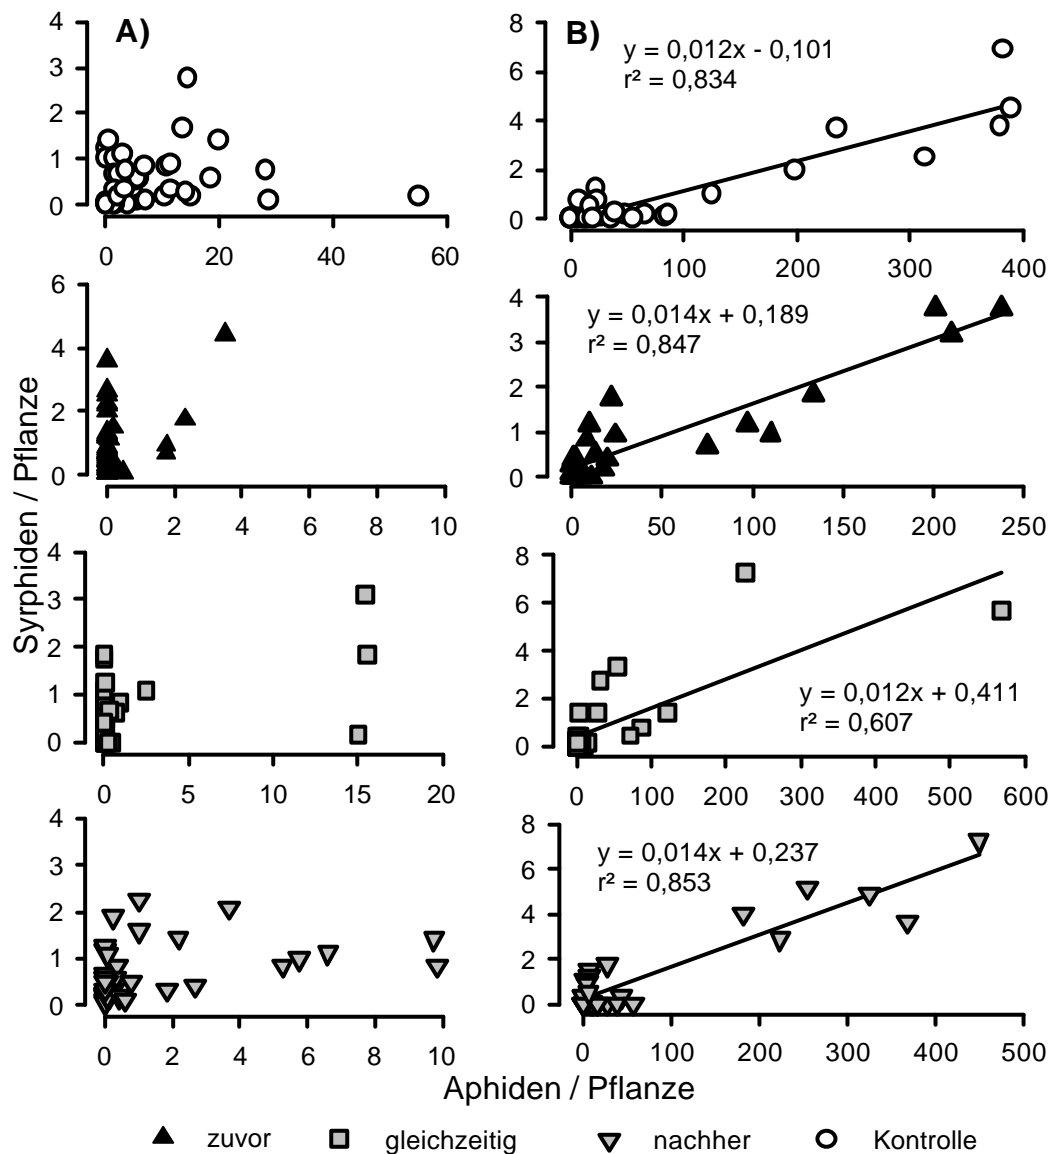 A)
4
3
2
1
0
0 20 40 60
B)
y = 0,012x - 0,101
r² = 0,834
8
6
4
2
0
0 100 200 300 400
6
4
2
0
0 2 4 6 8 10
y = 0,014x + 0,189
r² = 0,847
4
3
2
1
0
0 50 100 150 200 250
Syrphiden / Pflanze
4
3
2
1
0
0 5 10 15 20
8
6
4
2
0
y = 0,012x + 0,411
r² = 0,607
0 100 200 300 400 500 600
4
3
2
1
0
0 2 4 6 8 10
y = 0,014x + 0,237
r² = 0,853
8
6
4
2
0
0 100 200 300 400 500
Aphiden / Pflanze
zuvor gleichzeitig nachher Kontrolle